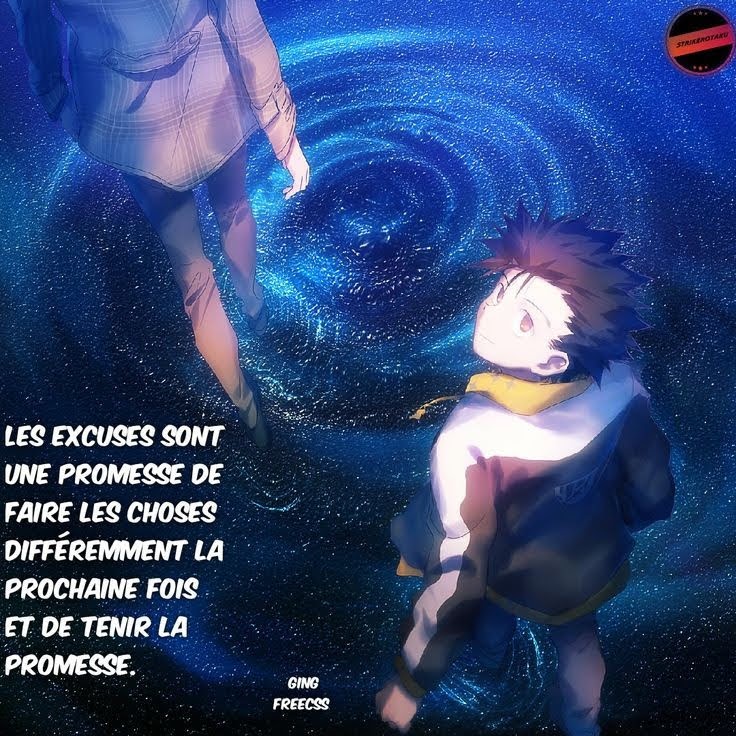 STRIKEROTAKU
LES EXCUSES SONT
UNE PROMESSE DE
FAIRE LES CHOSES
DIFFÉREMMENT LA
PROCHAINE FOIS
ET DE TENIR LA
PROMESSE.
GING
FREECSS